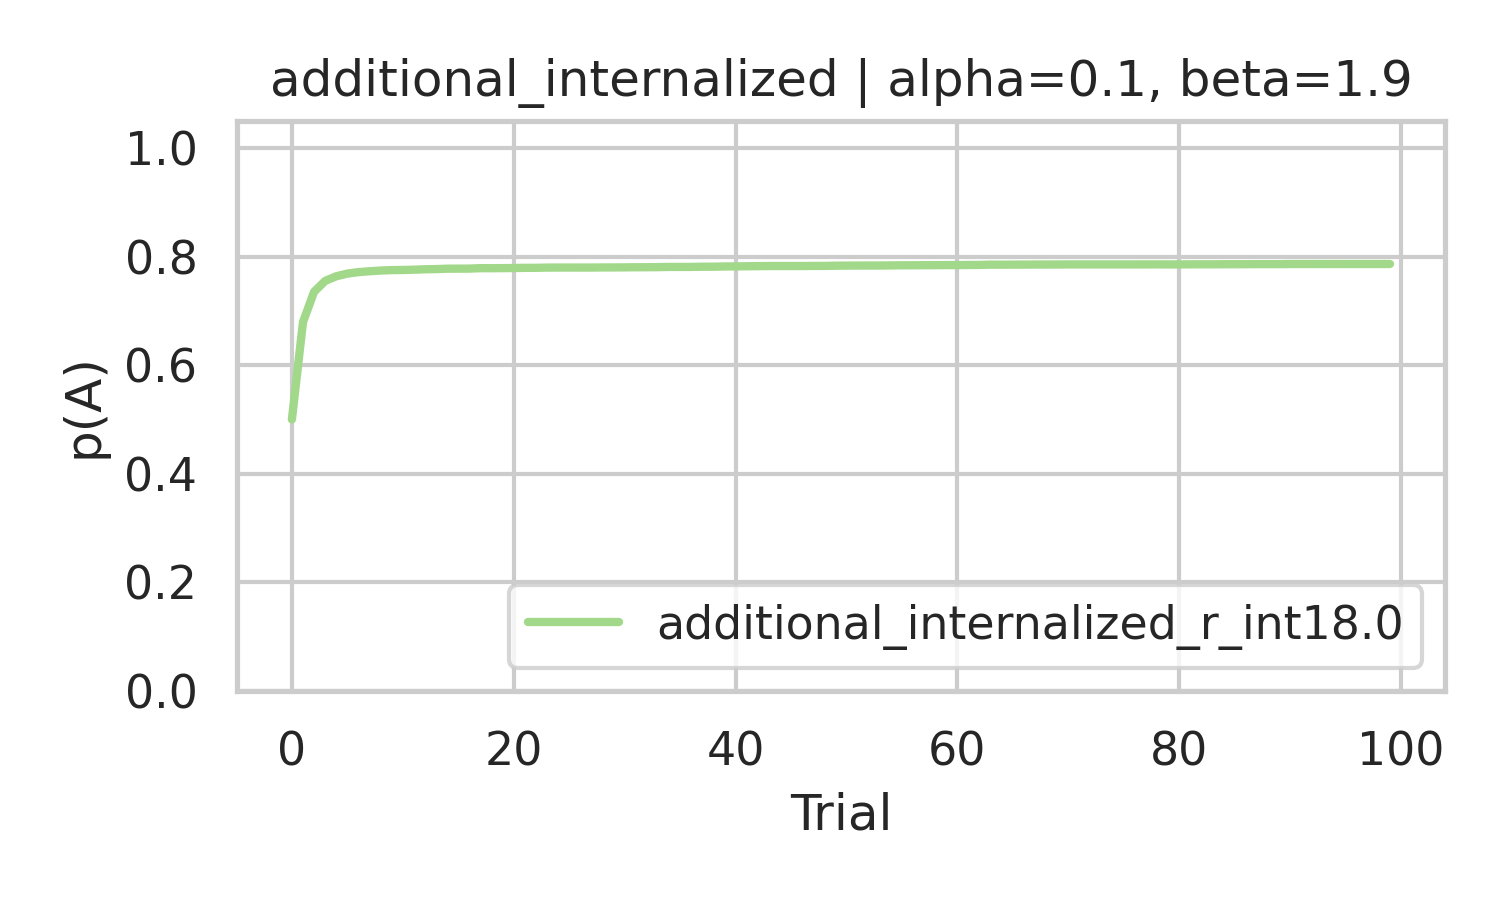 additional_internalized | alpha=0.1, beta=1.9
1.0
0.8
0.6
0.4
0.2
0.0
p(A)
additional_internalized_r_int18.0
0 20 40 60 80 100
Trial